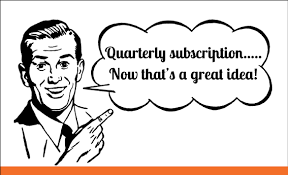 Quarterly subscription.....
Now that's a great idea!